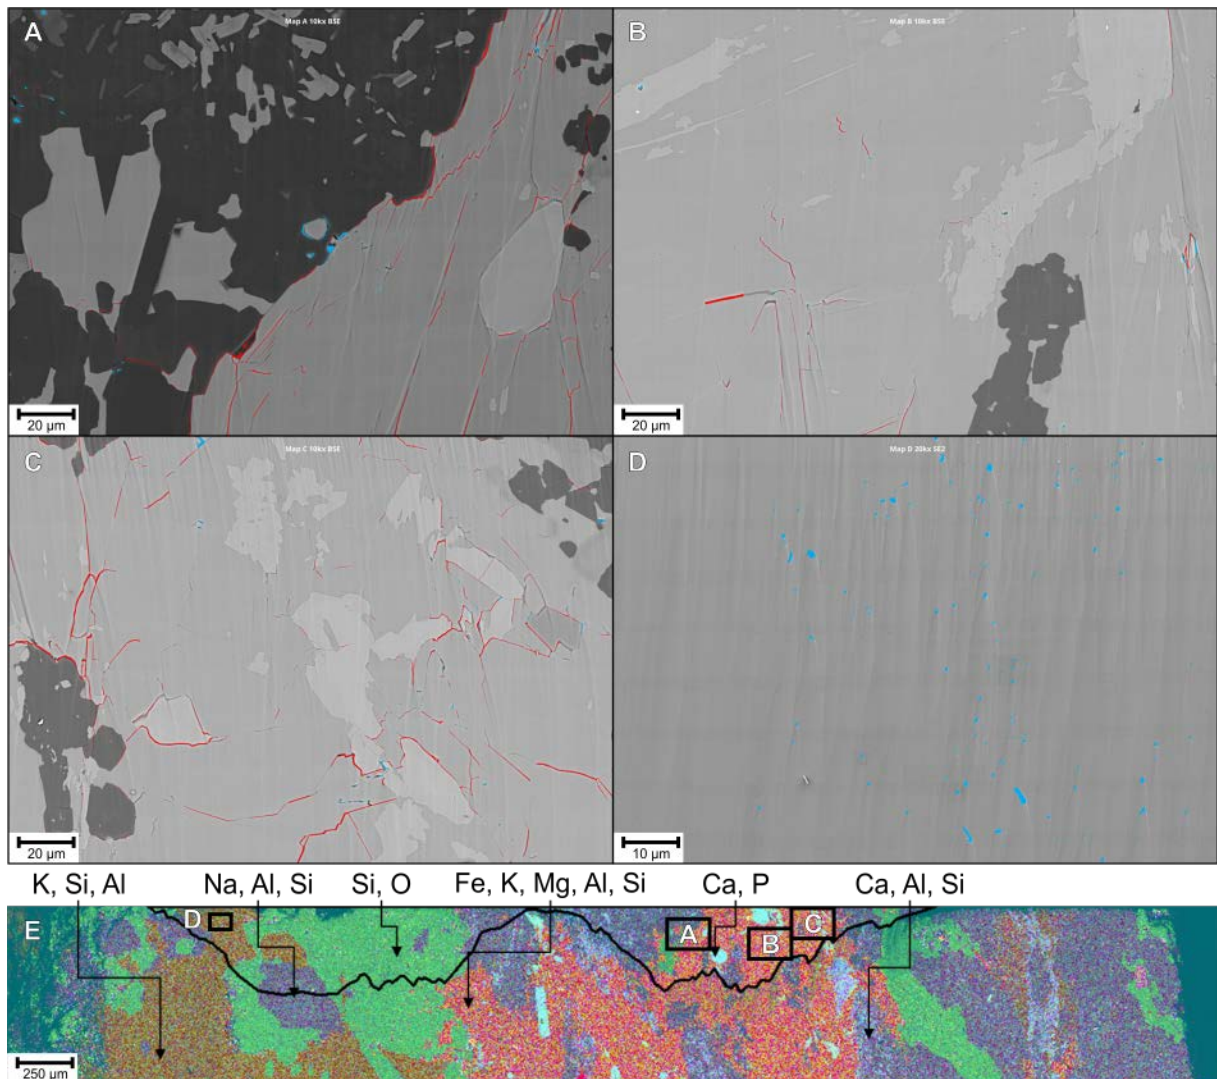 A
Map A 10kx BSE
20 µm
B
Map B 10kx BSE
20 µm
C
Map C 10kx BSE
20 µm
D
Map D 20kx SE2
10 µm
K, Si, Al
Na, Al, Si
Si, O
Fe, K, Mg, Al, Si
Ca, P
Ca, Al, Si
E
D
A
B
C
250 µm